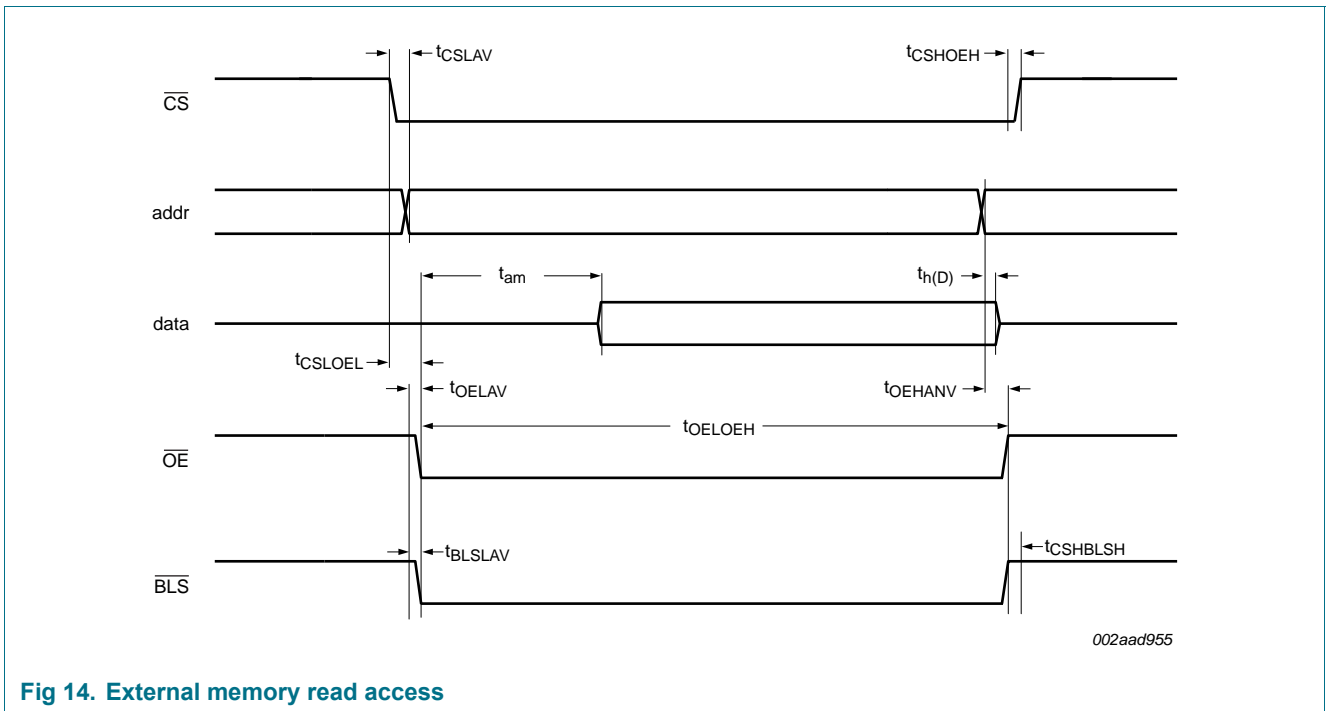 tCSLAV
tCSHOEH
CS
addr
tam
th(D)
data
tCSLOEL
tOELAV
tOEHANV
tOELOEH
OE
tBLSLAV
tCSHBLSH
BLS
002aad955
Fig 14. External memory read access